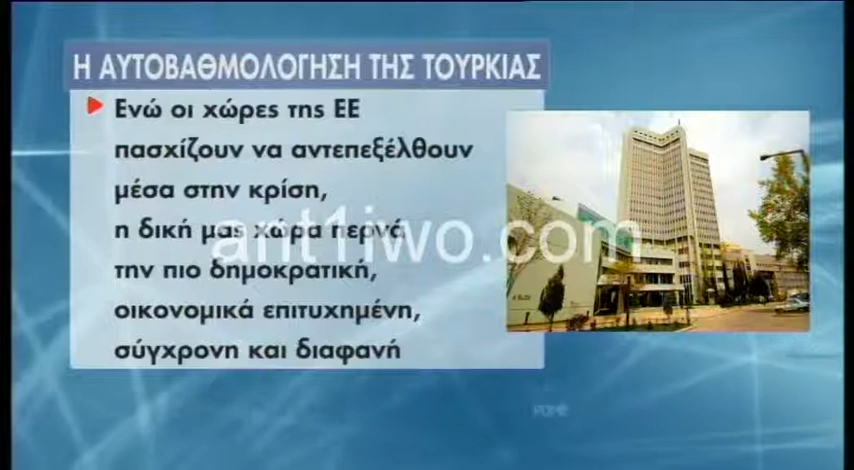 Η ΑΥΤΟΒΑΘΜΟΛΟΓΗΣΗ ΤΗΣ ΤΟΥΡΚΙΑΣ
Ενώ οι χώρες της ΕΕ
πασχίζουν να αντεπεξέλθουν
μέσα στην κρίση,
η δική μας χώρα περνά
την πιο δημοκρατική,
οικονομικά επιτυχημένη,
σύγχρονη και διαφανή
ant1iwo.com